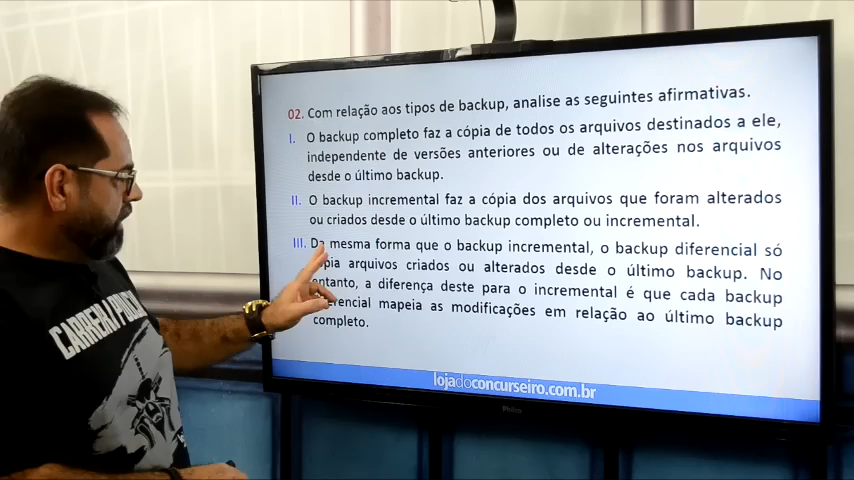 02. Com relação aos tipos de backup, analise as seguintes afirmativas.
I. O backup completo faz a cópia de todos os arquivos destinados a ele,
independente de versões anteriores ou de alterações nos arquivos
desde o último backup.
II. O backup incremental faz a cópia dos arquivos que foram alterados
ou criados desde o último backup completo ou incremental.
III. Da mesma forma que o backup incremental, o backup diferencial só
arquivos criados ou alterados desde o último backup. No
entanto, a diferença deste para o incremental é que cada backup
mapeia as modificações em relação ao último backup
completo.
lojadoconcurseiro.com.br
Philco
CARREIRA